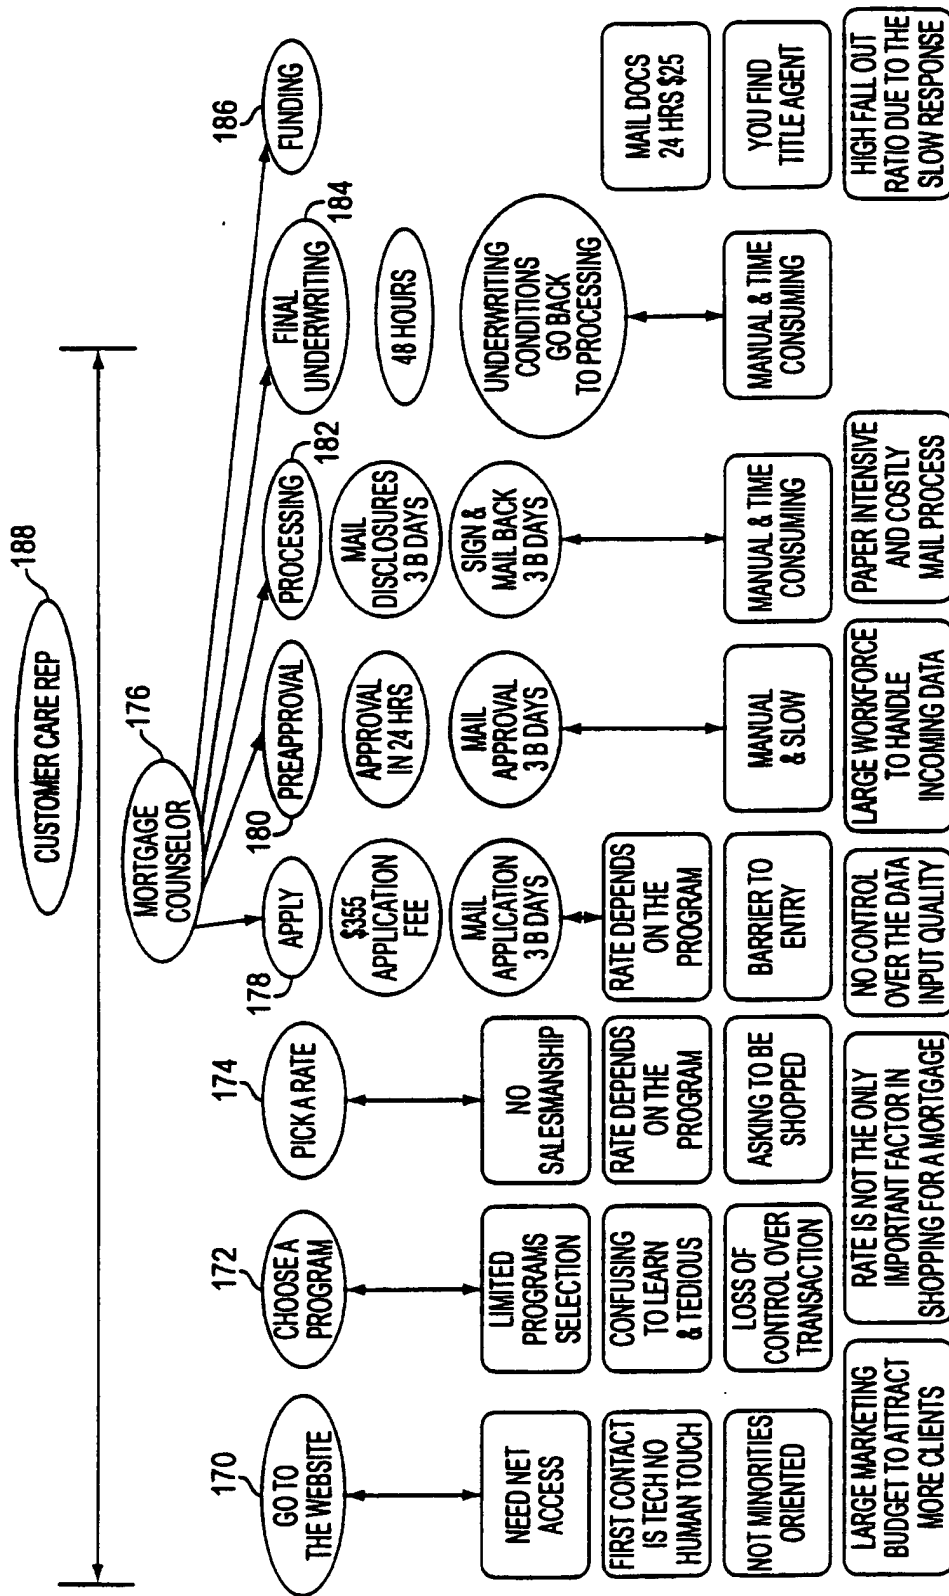 188
CUSTOMER CARE REP
176
MORTGAGE
COUNSELOR
170
GO TO
THE WEBSITE
172
CHOOSE A
PROGRAM
174
PICK A RATE
178
APPLY
180
PREAPPROVAL
182
PROCESSING
184
FINAL
UNDERWRITING
186
FUNDING
$355
APPLICATION
FEE
APPROVAL
IN 24 HRS
MAIL
DISCLOSURES
3 B DAYS
48 HOURS
NEED NET
ACCESS
LIMITED
PROGRAMS
SELECTION
NO
SALESMANSHIP
MAIL
APPLICATION
3 B DAYS
MAIL
APPROVAL
3 B DAYS
SIGN &
MAIL BACK
3 B DAYS
UNDERWRITING
CONDITIONS
GO BACK
TO PROCESSING
FIRST CONTACT
IS TECH NO
HUMAN TOUCH
CONFUSING
TO LEARN
& TEDIOUS
RATE DEPENDS
ON THE
PROGRAM
RATE DEPENDS
ON THE
PROGRAM
MAIL DOCS
24 HRS $25
NOT MINORITIES
ORIENTED
LOSS OF
CONTROL OVER
TRANSACTION
ASKING TO BE
SHOPPED
BARRIER TO
ENTRY
MANUAL
& SLOW
MANUAL & TIME
CONSUMING
MANUAL & TIME
CONSUMING
YOU FIND
TITLE AGENT
LARGE MARKETING
BUDGET TO ATTRACT
MORE CLIENTS
RATE IS NOT THE ONLY
IMPORTANT FACTOR IN
SHOPPING FOR A MORTGAGE
NO CONTROL
OVER THE DATA
INPUT QUALITY
LARGE WORKFORCE
TO HANDLE
INCOMING DATA
PAPER INTENSIVE
AND COSTLY
MAIL PROCESS
HIGH FALL OUT
RATIO DUE TO THE
SLOW RESPONSE